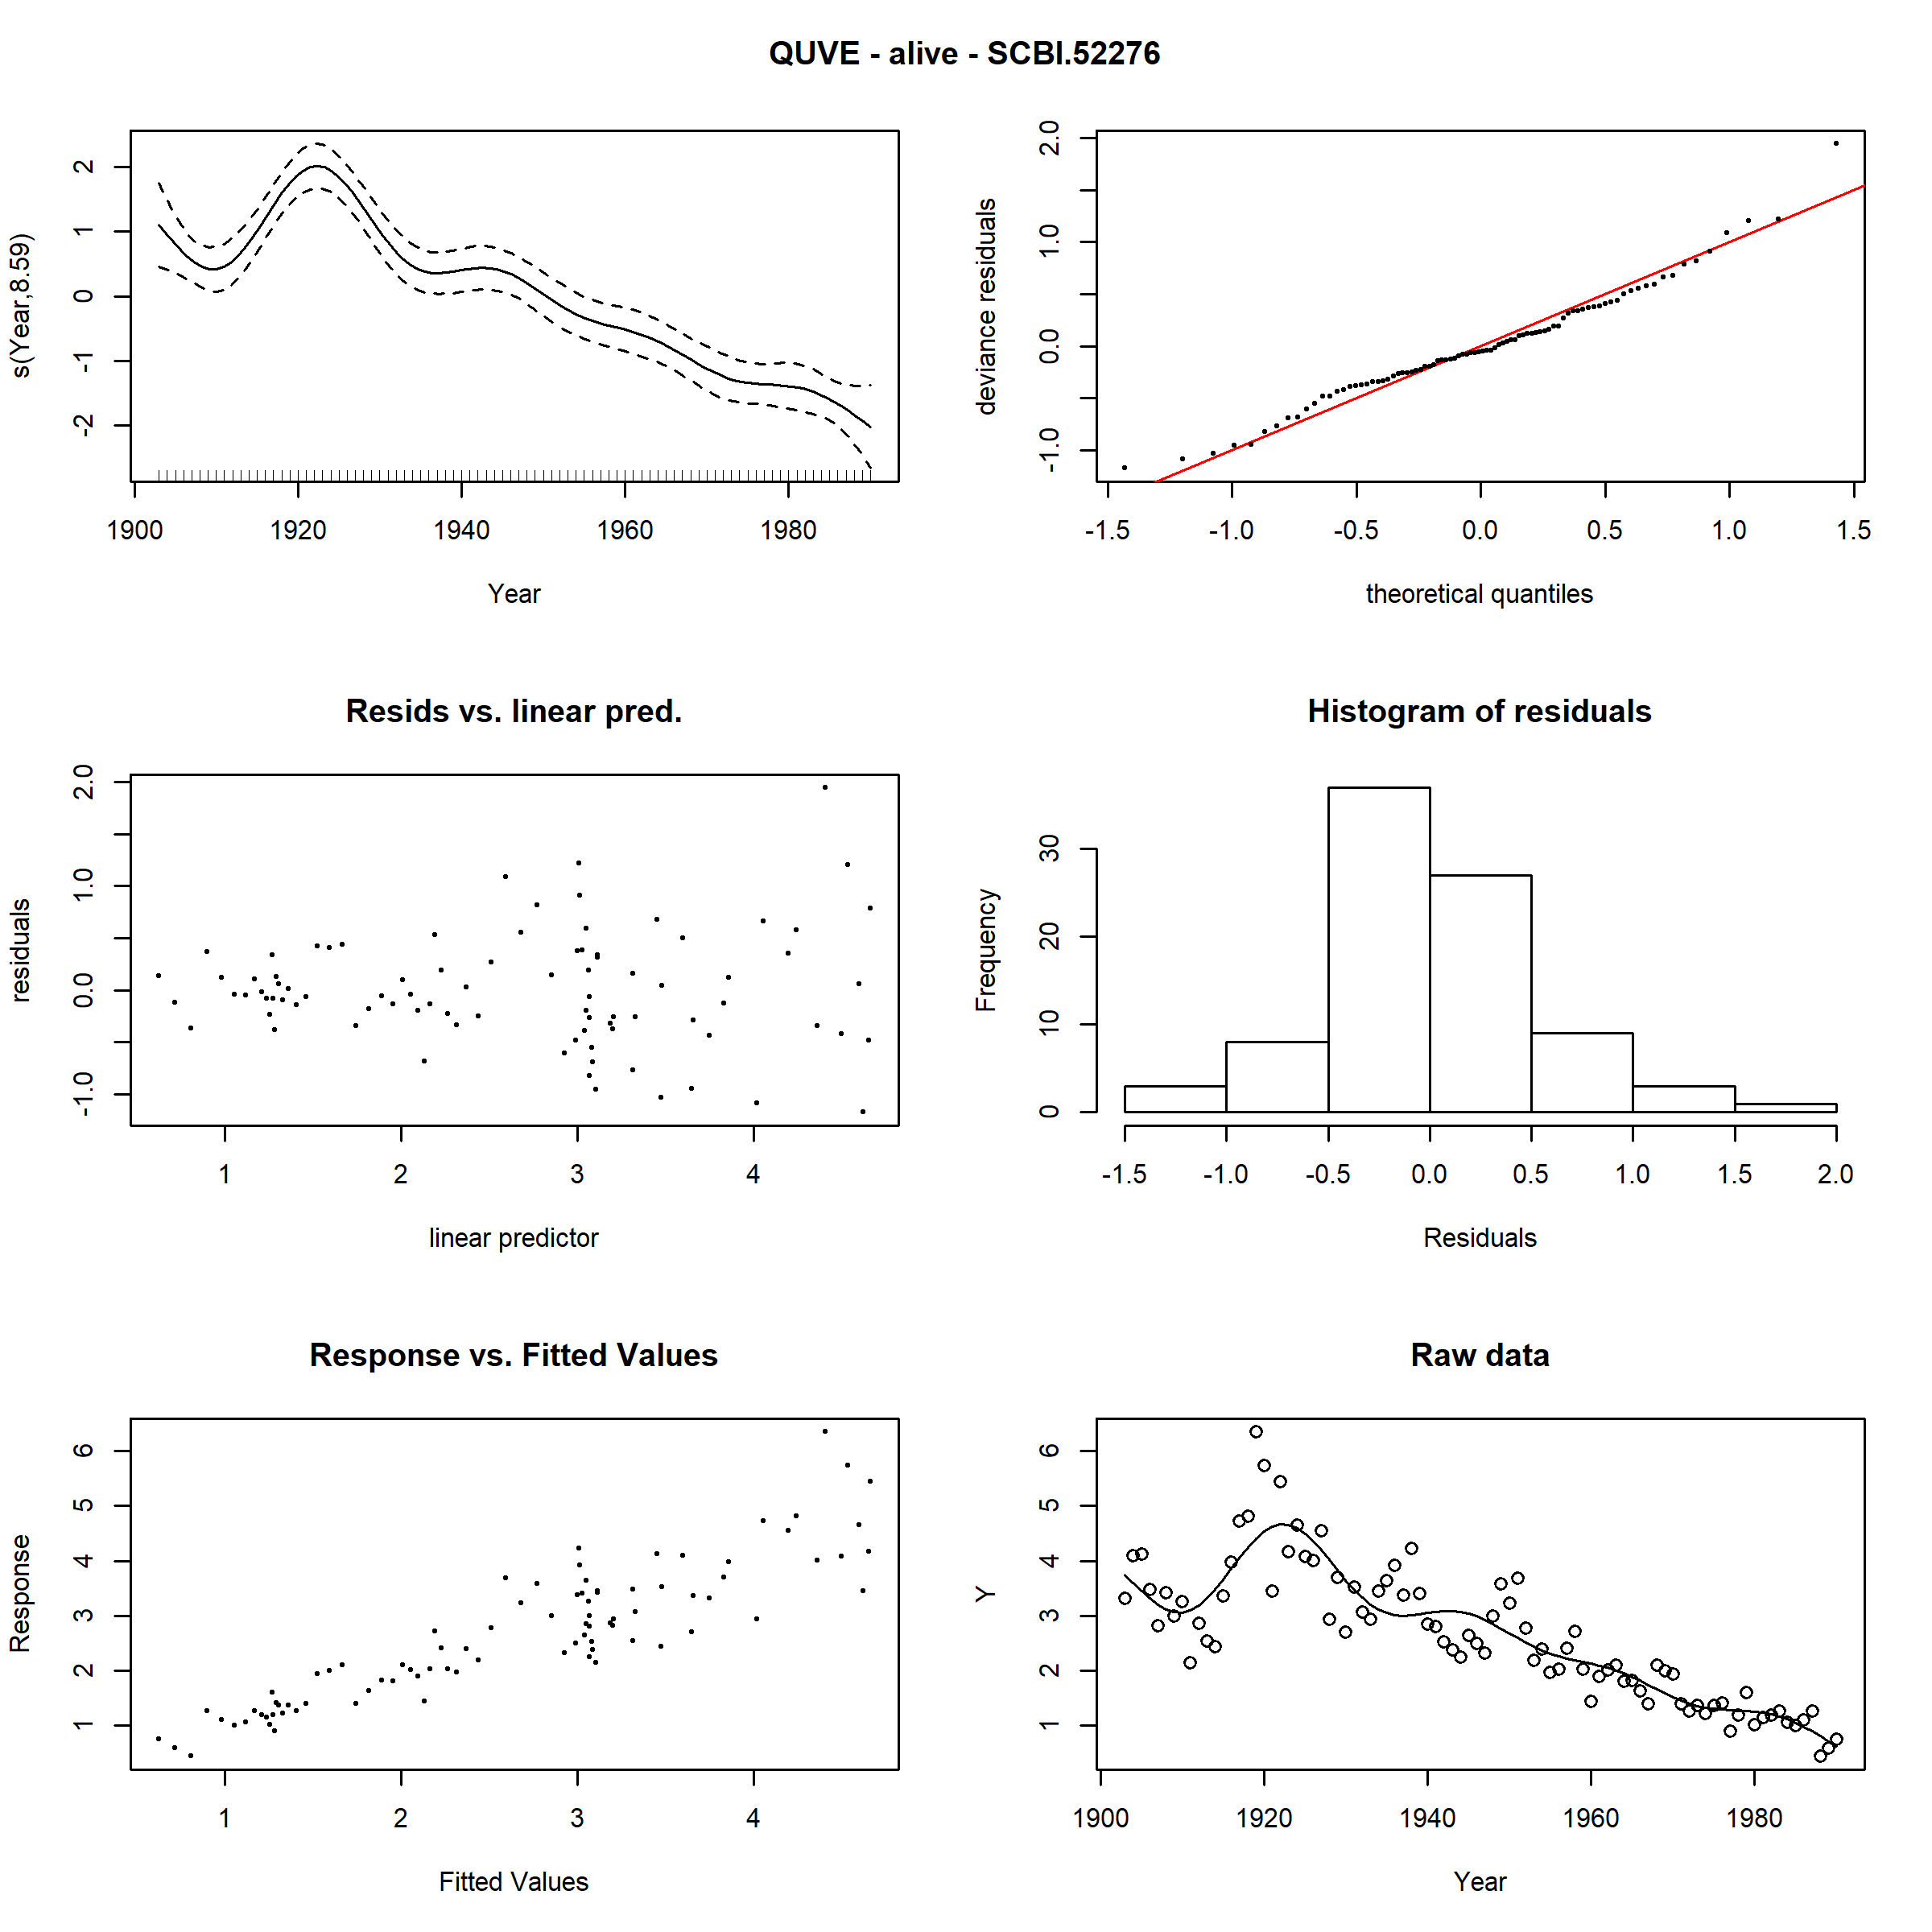 QUVE - alive - SCBI.52276
s(Year,8.59)
2
1
0
-1
-2
1900 1920 1940 1960 1980
Year
deviance residuals
2.0
1.0
0.0
-1.0
-1.5 -1.0 -0.5 0.0 0.5 1.0 1.5
theoretical quantiles
Resids vs. linear pred.
residuals
2.0
1.0
0.0
-1.0
1 2 3 4
linear predictor
Histogram of residuals
Frequency
30
20
10
0
-1.5 -1.0 -0.5 0.0 0.5 1.0 1.5 2.0
Residuals
Response vs. Fitted Values
Response
6
5
4
3
2
1
1 2 3 4
Fitted Values
Raw data
Y
6
5
4
3
2
1
1900 1920 1940 1960 1980
Year